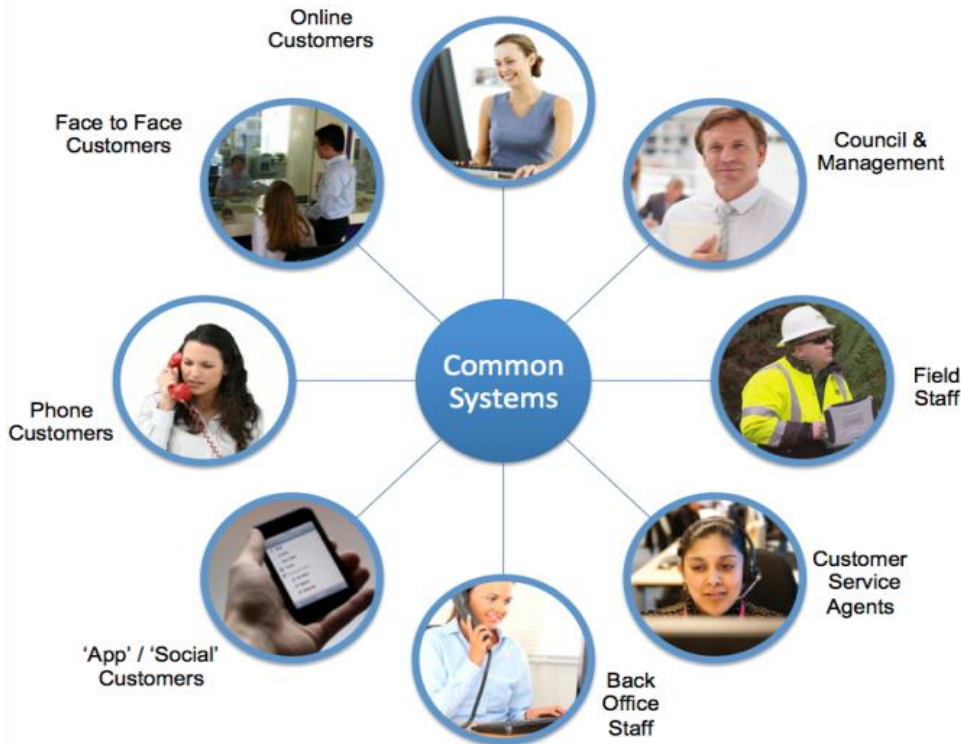 Online
Customers
Face to Face
Customers
Council &
Management
Common
Systems
Field
Staff
Phone
Customers
Customer
Service
Agents
'App' / 'Social'
Customers
Back
Office
Staff